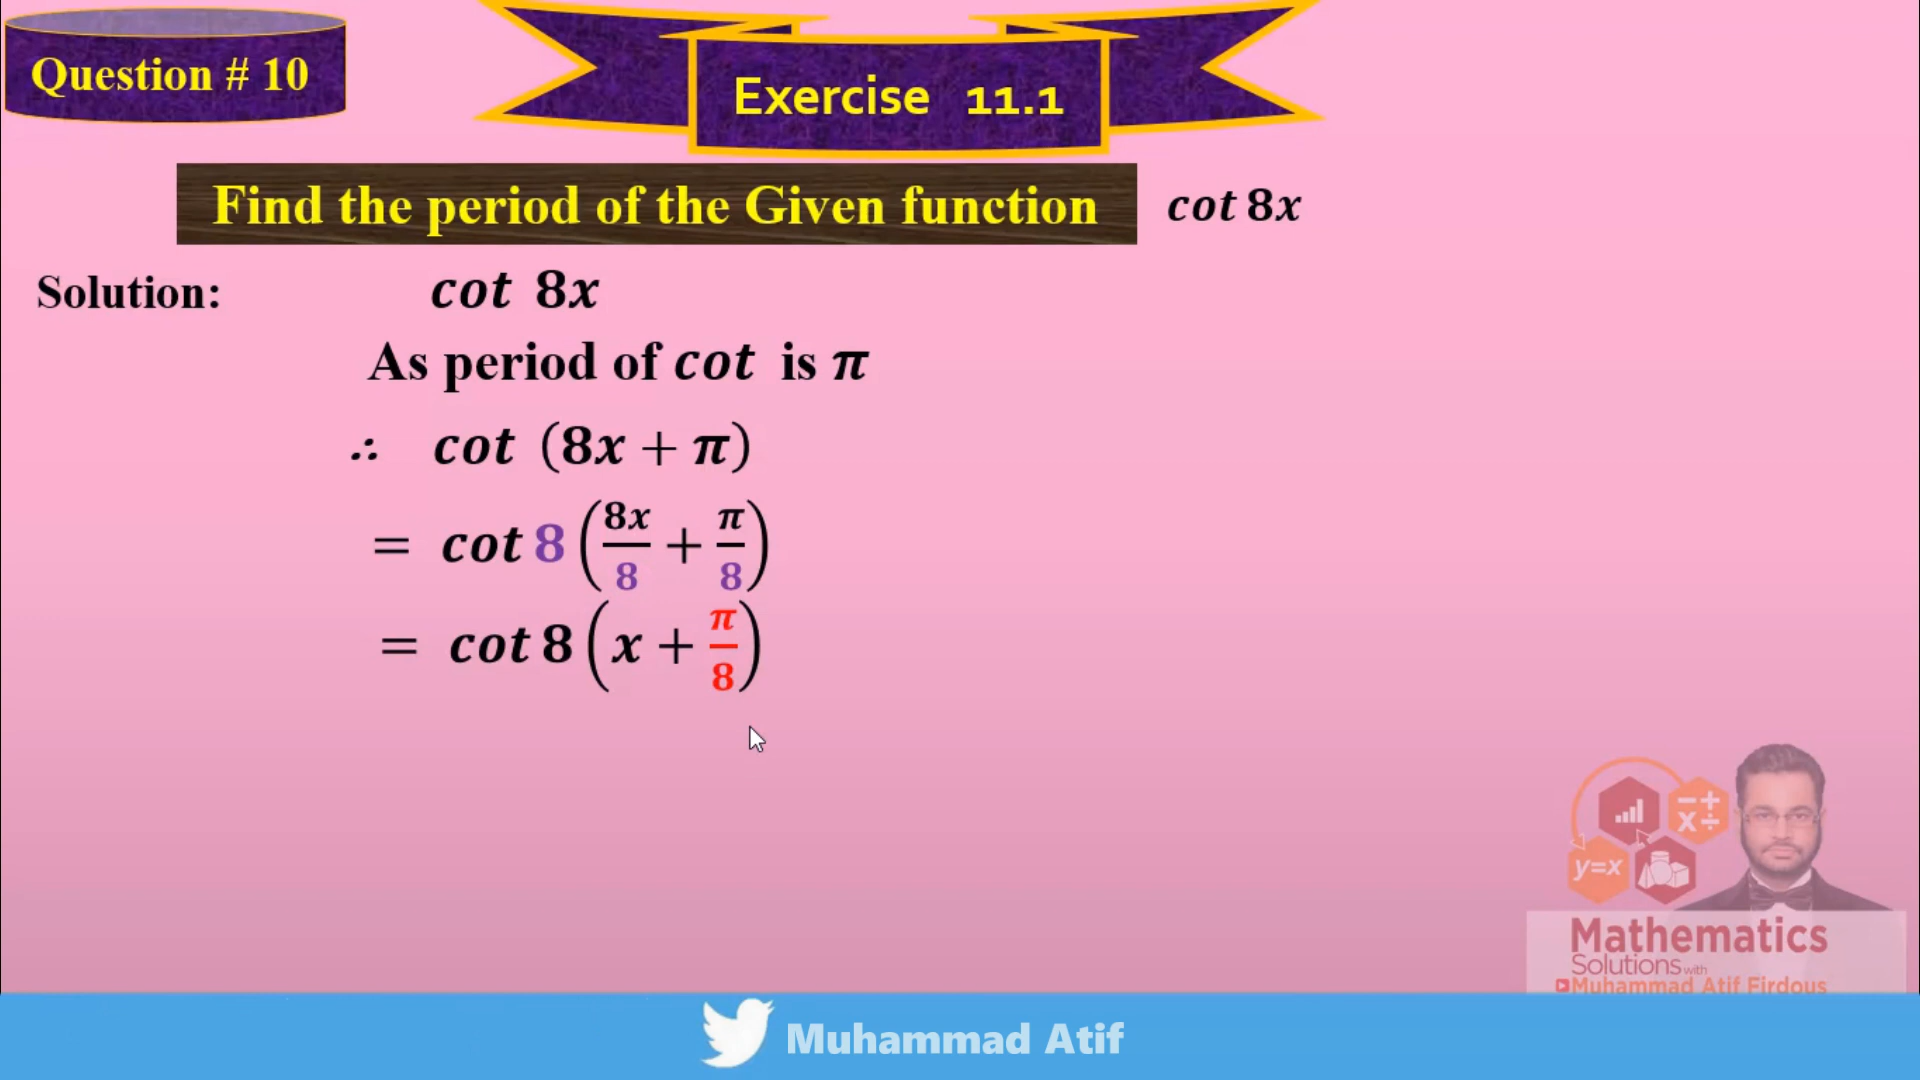 Question # 10
Exercise 11.1
Find the period of the Given function cot 8x
Solution: cot 8x
As period of cot is π
∴ cot (8x + π)
= cot 8 (8x/8 + π/8)
= cot 8 (x + π/8)
y=x
Mathematics
Solutions with
Muhammad Atif Firdous
Muhammad Atif